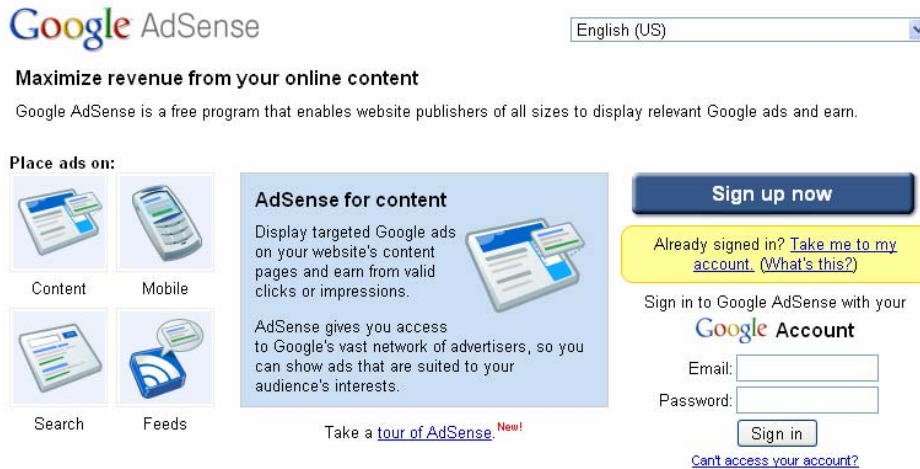 Google AdSense
English (US)
Maximize revenue from your online content
Google AdSense is a free program that enables website publishers of all sizes to display relevant Google ads and earn.
Place ads on:
Content
Mobile
Search
Feeds
AdSense for content
Display targeted Google ads
on your website's content
pages and earn from valid
clicks or impressions.
AdSense gives you access
to Google's vast network of advertisers, so you
can show ads that are suited to your
audience's interests.
Take a tour of AdSense. New!
Sign up now
Already signed in? Take me to my
account. (What's this?)
Sign in to Google AdSense with your
Google Account
Email:
Password:
Sign in
Can't access your account?